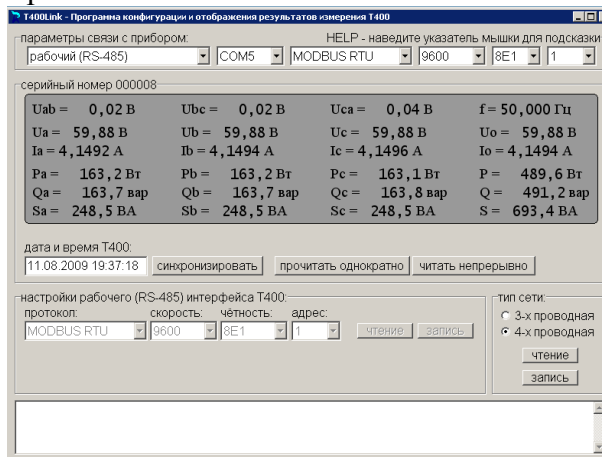 T400Link - Программа конфигурации и отображения результатов измерения T400
параметры связи с прибором: HELP - наведите указатель мышки для подсказки
рабочий (RS-485) COM5 MODBUS RTU 9600 8E1 1
серийный номер 000008
Uab = 0,02 В Ubc = 0,02 В Uca = 0,04 В f = 50,000 Гц
Ua = 59,88 В Ub = 59,88 В Uc = 59,88 В Uo = 59,88 В
Ia = 4,1492 А Ib = 4,1494 А Ic = 4,1496 А Io = 4,1494 А
Pa = 163,2 Вт Pb = 163,2 Вт Pc = 163,1 Вт P = 489,6 Вт
Qa = 163,7 вар Qb = 163,7 вар Qc = 163,8 вар Q = 491,2 вар
Sa = 248,5 ВА Sb = 248,5 ВА Sc = 248,5 ВА S = 693,4 ВА
дата и время T400:
11.08.2009 19:37:18 синхронизировать прочитать однократно читать непрерывно
настройки рабочего (RS-485) интерфейса T400: тип сети:
протокол: скорость: чётность: адрес: 3-х проводная
MODBUS RTU 9600 8E1 1 чтение запись 4-х проводная
чтение
запись